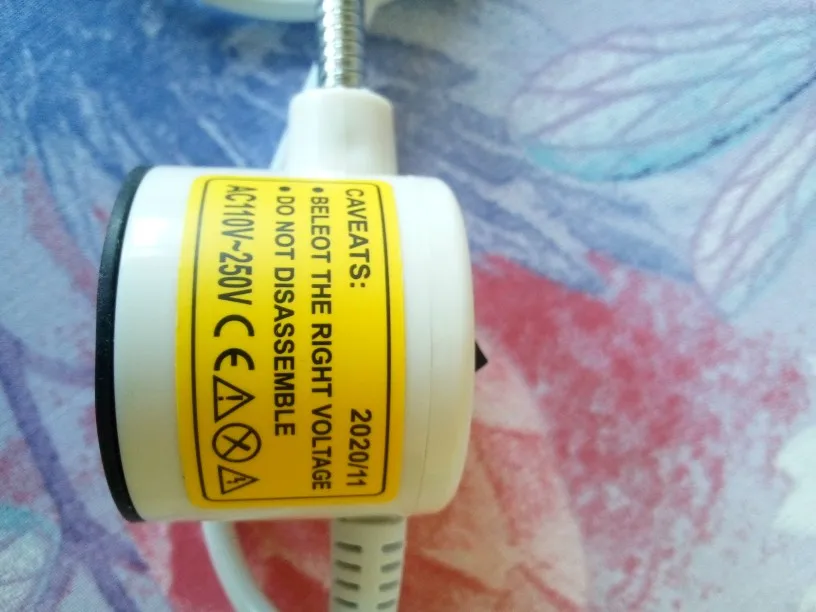 CAVEATS: 2020/11
• BELEOT THE RIGHT VOLTAGE
• DO NOT DISASSEMBLE
AC110V~250V CE